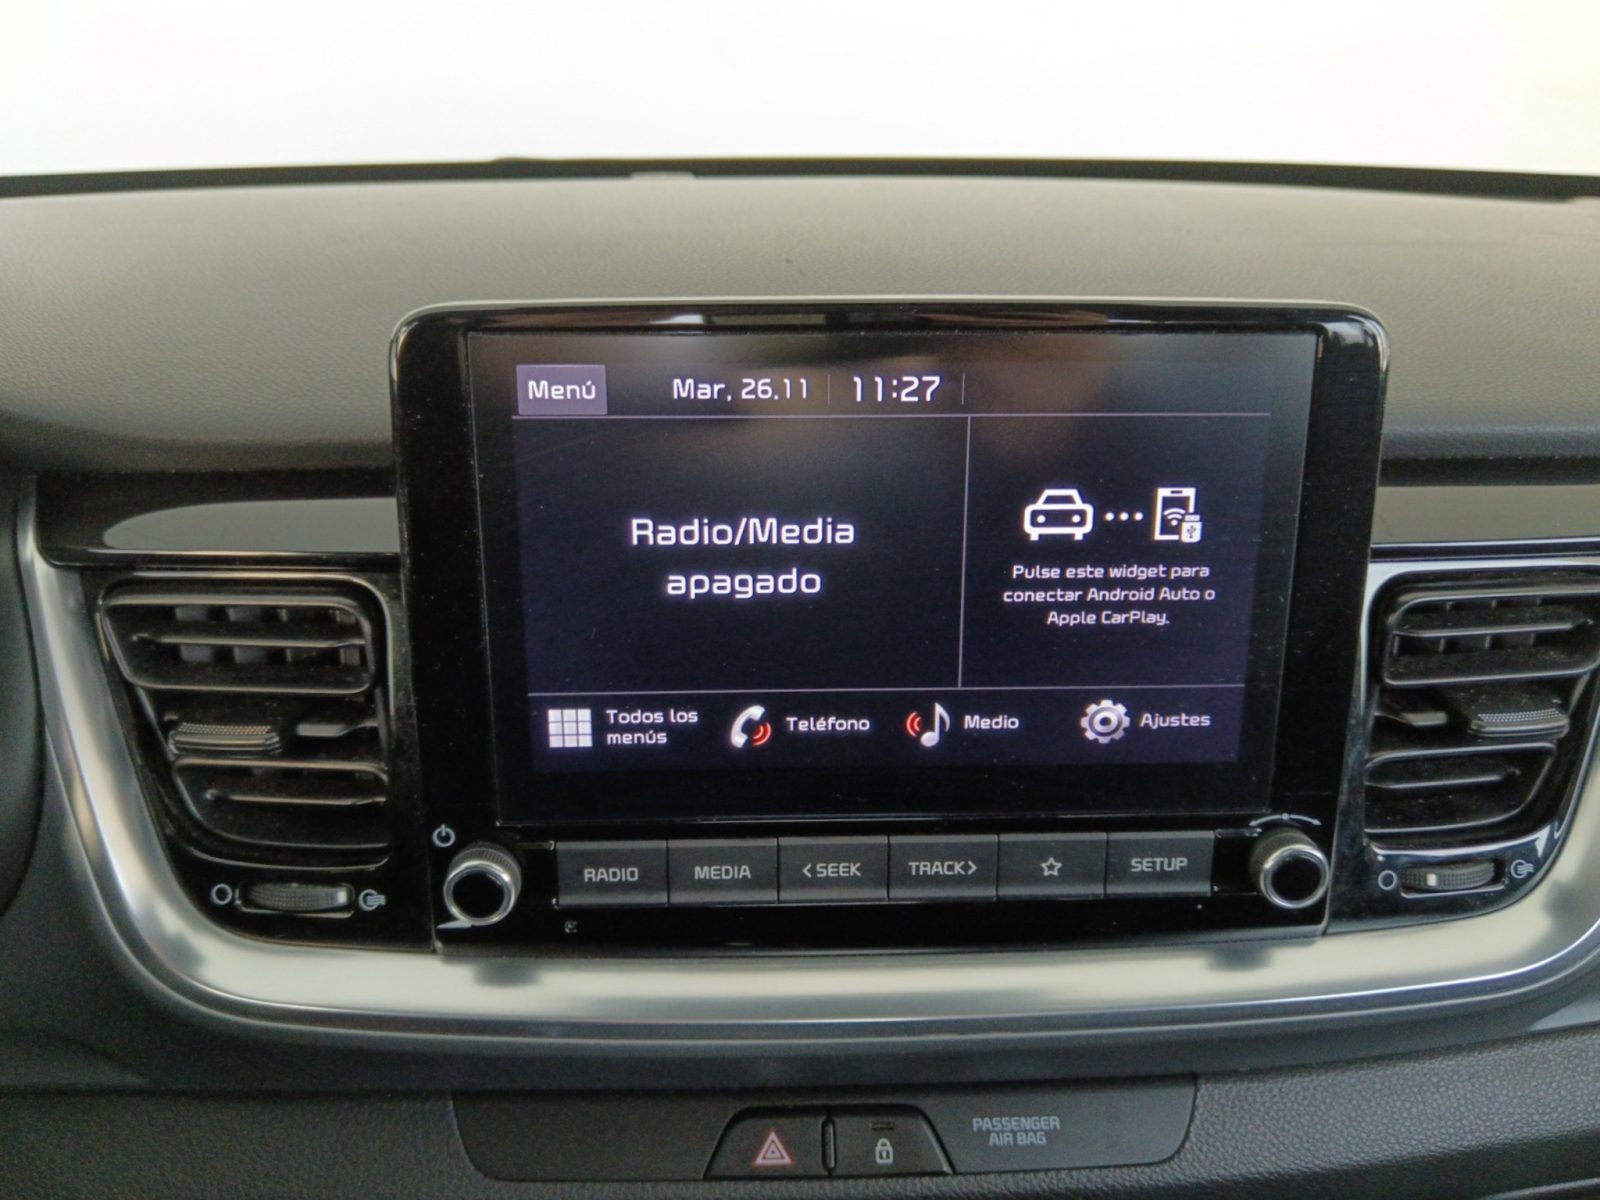 Menú Mar, 26.11 11:27
Radio/Media
apagado
Pulse este widget para
conectar Android Auto o
Apple CarPlay.
Todos los
menús
Teléfono
Medio
Ajustes
RADIO MEDIA <SEEK TRACK> SETUP
PASSENGER
AIR BAG